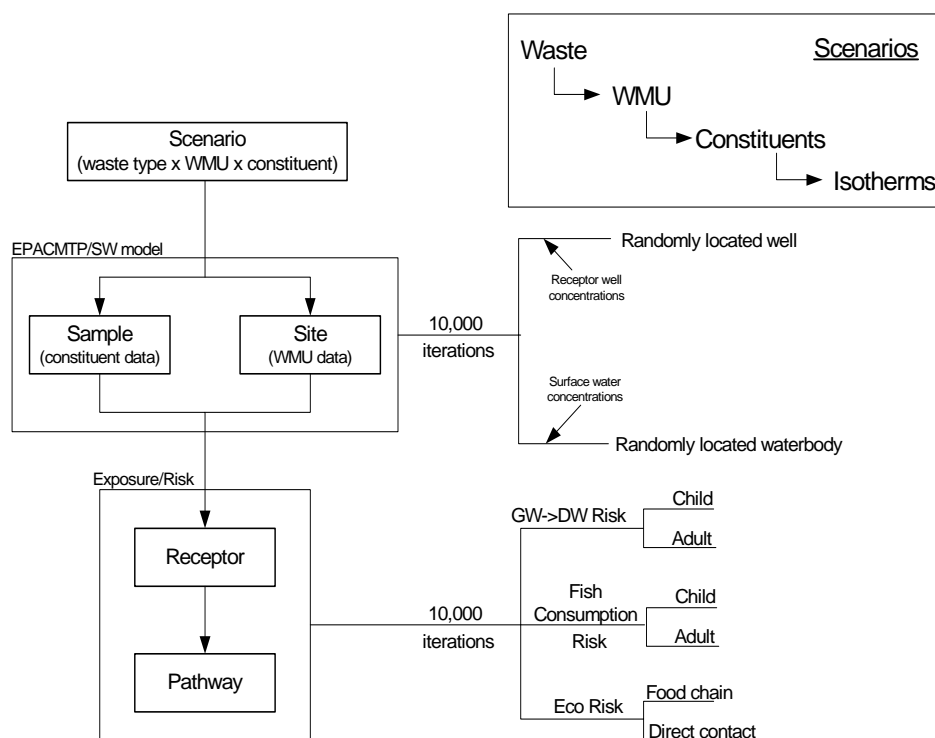 Scenarios
Waste
WMU
Constituents
Isotherms
Scenario
(waste type x WMU x constituent)
EPACMTP/SW model
Sample
(constituent data)
Site
(WMU data)
10,000
iterations
Randomly located well
Receptor well
concentrations
Surface water
concentrations
Randomly located waterbody
Exposure/Risk
Receptor
Pathway
10,000
iterations
GW->DW Risk
Child
Adult
Fish
Consumption
Risk
Child
Adult
Eco Risk
Food chain
Direct contact